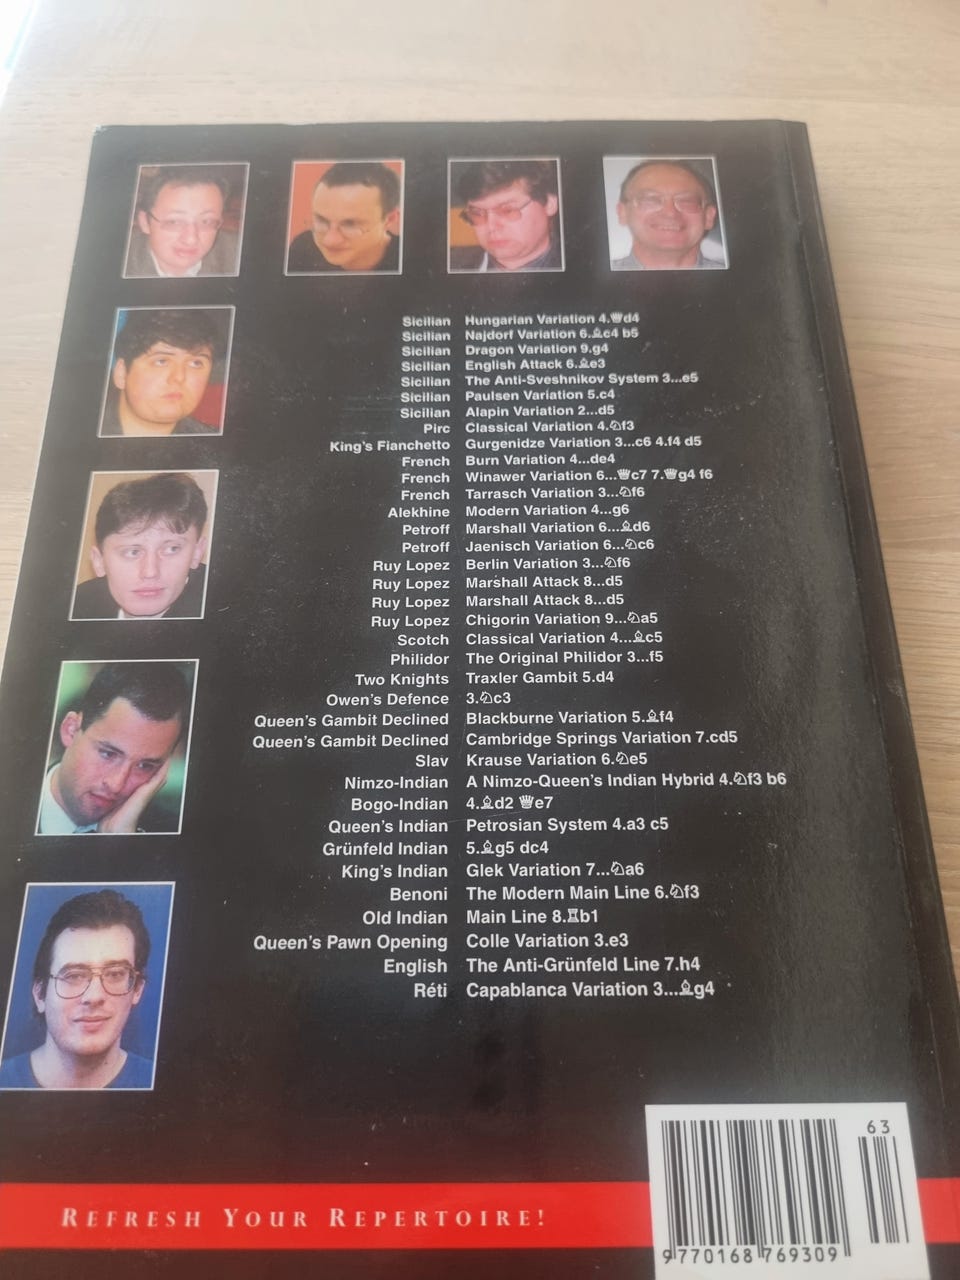 Sicilian Hungarian Variation 4.♕d4
Sicilian Najdorf Variation 6.♗c4 b5
Sicilian Dragon Variation 9.g4
Sicilian English Attack 6.♗e3
Sicilian The Anti-Sveshnikov System 3...e5
Sicilian Paulsen Variation 5.c4
Sicilian Alapin Variation 2...d5
Pirc Classical Variation 4.♘f3
King's Fianchetto Gurgenidze Variation 3...c6 4.f4 d5
French Burn Variation 4...de4
French Winawer Variation 6...♕c7 7.♕g4 f6
French Tarrasch Variation 3...♘f6
Alekhine Modern Variation 4...g6
Petroff Marshall Variation 6...♗d6
Petroff Jaenisch Variation 6...♘c6
Ruy Lopez Berlin Variation 3...♘f6
Ruy Lopez Marshall Attack 8...d5
Ruy Lopez Marshall Attack 8...d5
Ruy Lopez Chigorin Variation 9...♘a5
Scotch Classical Variation 4...♗c5
Philidor The Original Philidor 3...f5
Two Knights Traxler Gambit 5.d4
Owen's Defence 3.♘c3
Queen's Gambit Declined Blackburne Variation 5.♗f4
Queen's Gambit Declined Cambridge Springs Variation 7.cd5
Slav Krause Variation 6.♘e5
Nimzo-Indian A Nimzo-Queen's Indian Hybrid 4.♘f3 b6
Bogo-Indian 4.♗d2 ♕e7
Queen's Indian Petrosian System 4.a3 c5
Grünfeld Indian 5.♗g5 dc4
King's Indian Glek Variation 7...♘a6
Benoni The Modern Main Line 6.♘f3
Old Indian Main Line 8.♖b1
Queen's Pawn Opening Colle Variation 3.e3
English The Anti-Grünfeld Line 7.h4
Réti Capablanca Variation 3...♗g4
63
REFRESH YOUR REPERTOIRE!
9 770168 769309